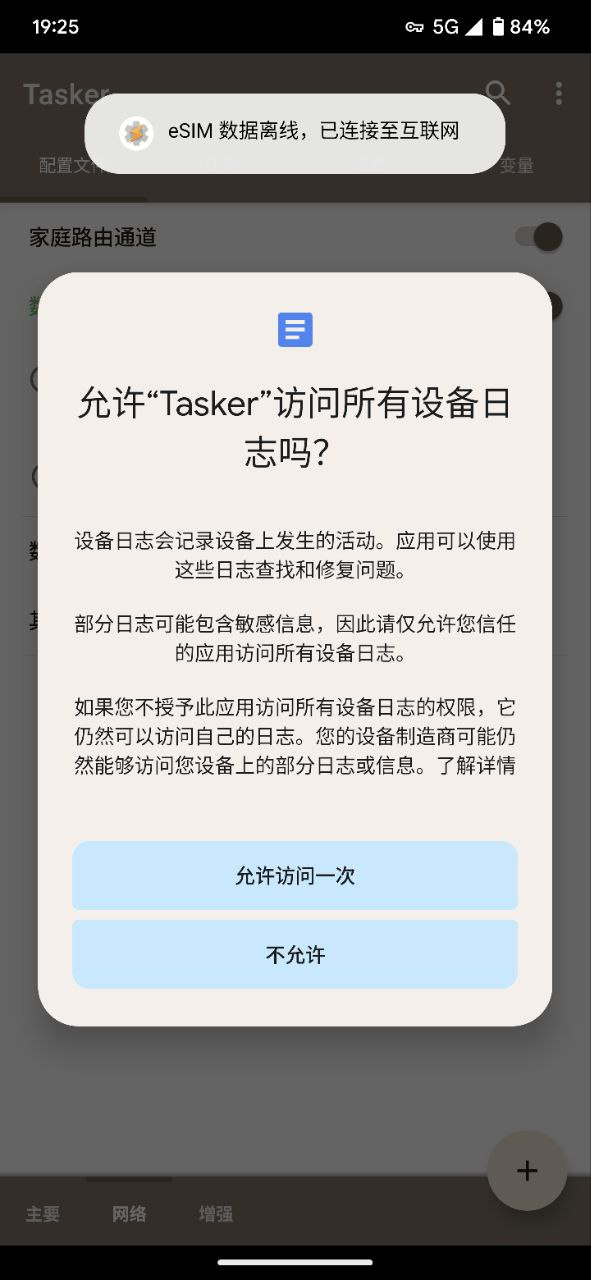 19:25
5G
84%
Tasker
eSIM 数据离线，已连接至互联网
配置文件
变量
家庭路由通道
允许“Tasker”访问所有设备日
志吗？
设备日志会记录设备上发生的活动。应用可以使用
这些日志查找和修复问题。
部分日志可能包含敏感信息，因此请仅允许您信任
的应用访问所有设备日志。
如果您不授予此应用访问所有设备日志的权限，它
仍然可以访问自己的日志。您的设备制造商可能仍
然能够访问您设备上的部分日志或信息。了解详情
允许访问一次
不允许
主要
网络
增强